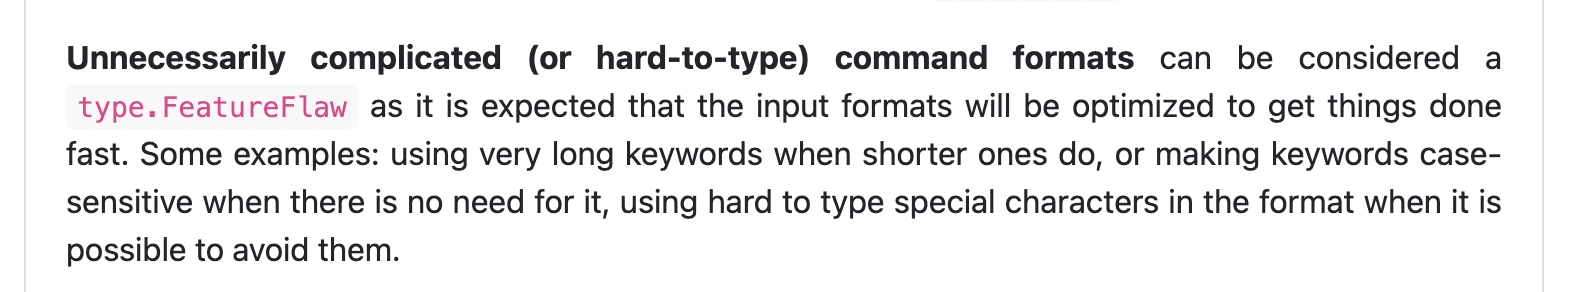 Unnecessarily complicated (or hard-to-type) command formats can be considered a
type.FeatureFlaw as it is expected that the input formats will be optimized to get things done
fast. Some examples: using very long keywords when shorter ones do, or making keywords case-
sensitive when there is no need for it, using hard to type special characters in the format when it is
possible to avoid them.